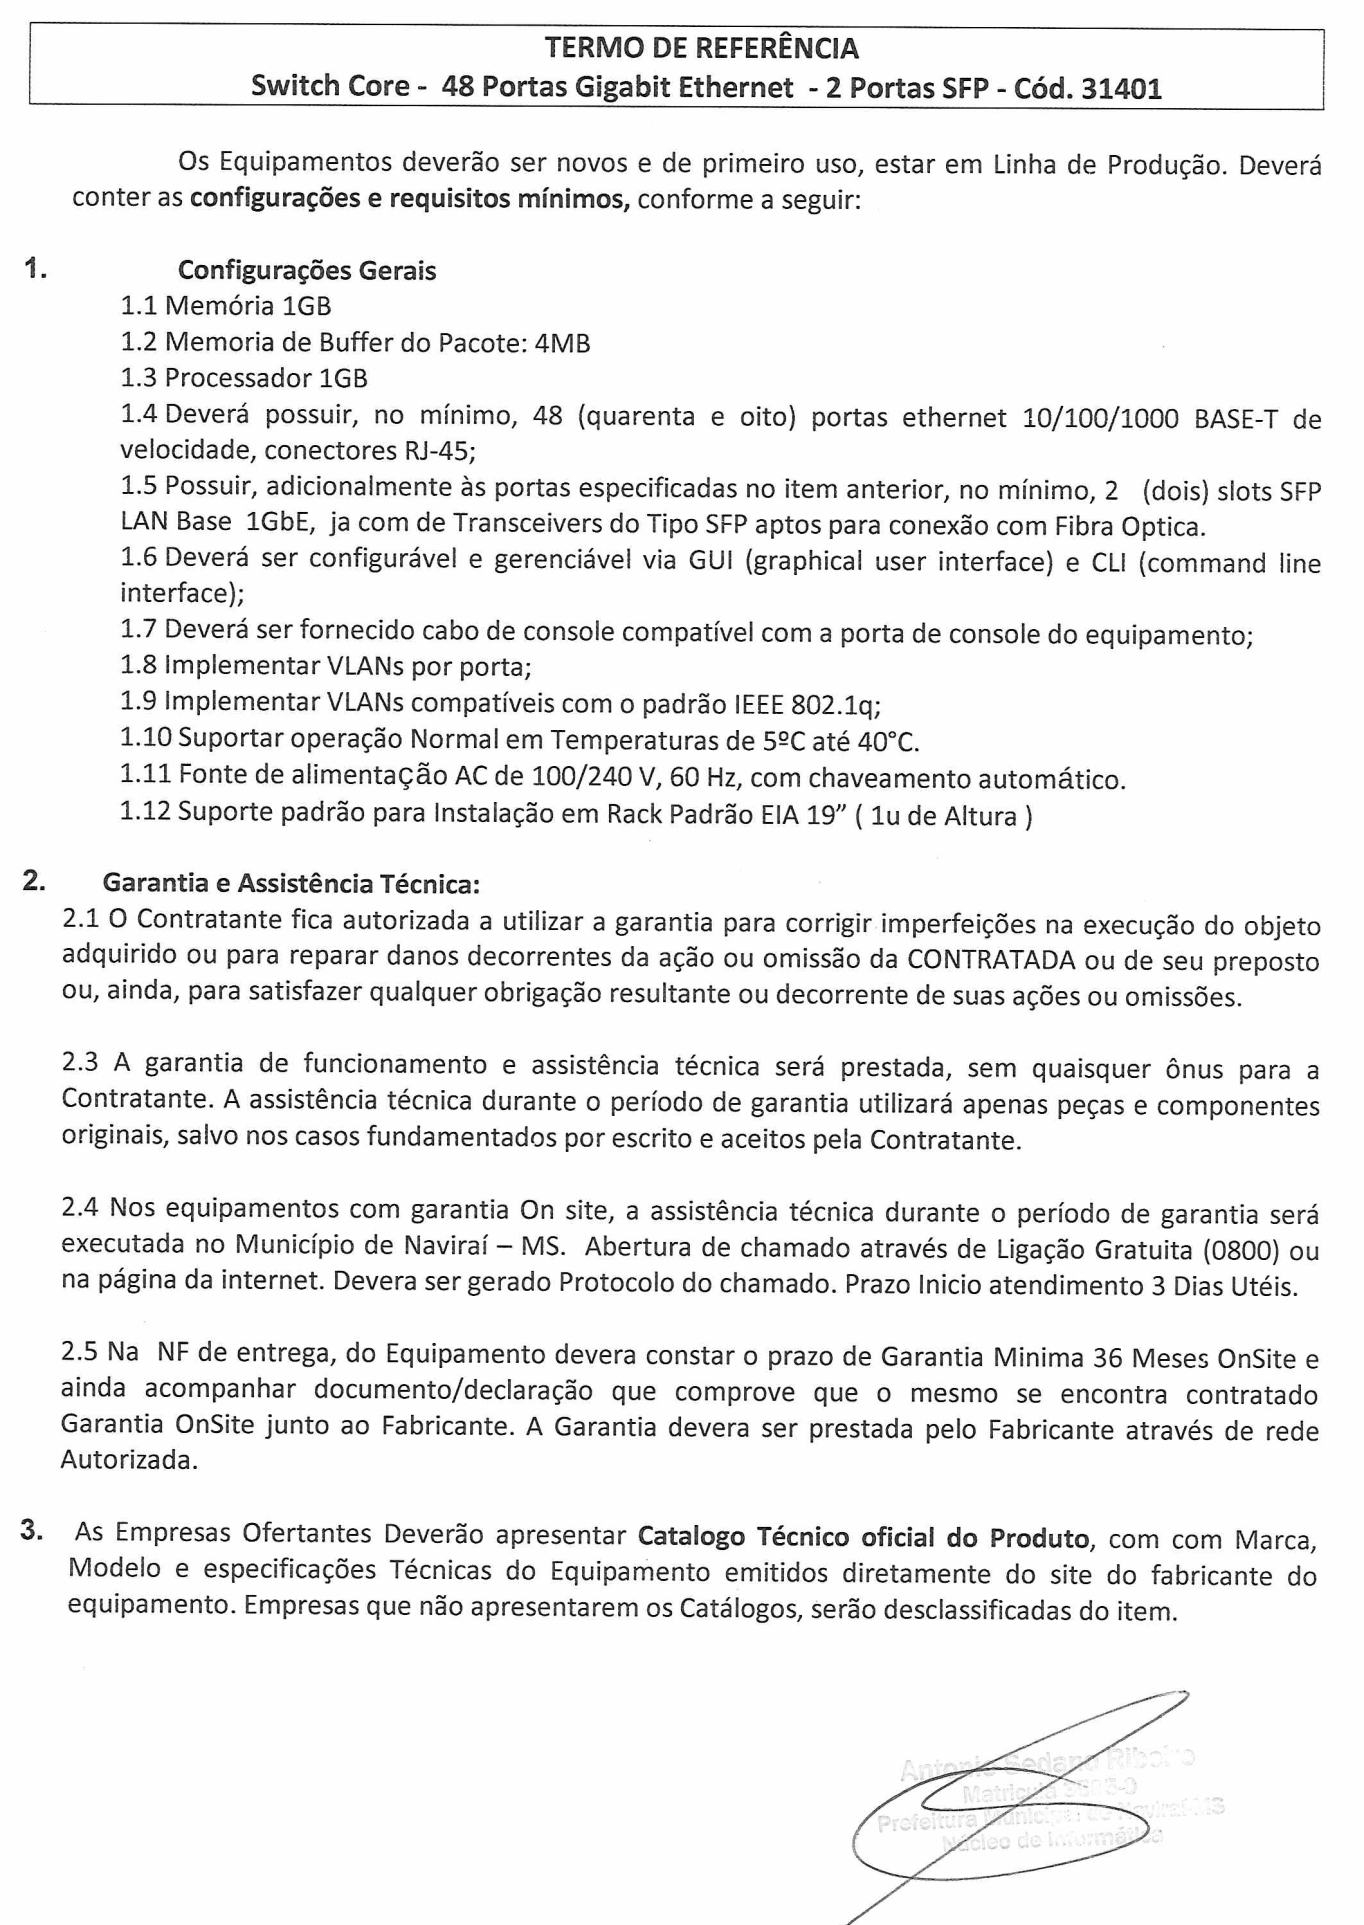 TERMO DE REFERÊNCIA
Switch Core - 48 Portas Gigabit Ethernet - 2 Portas SFP - Cód. 31401
Os Equipamentos deverão ser novos e de primeiro uso, estar em Linha de Produção. Deverá
conter as configurações e requisitos mínimos, conforme a seguir:
1. Configurações Gerais
1.1 Memória 1GB
1.2 Memoria de Buffer do Pacote: 4MB
1.3 Processador 1GB
1.4 Deverá possuir, no mínimo, 48 (quarenta e oito) portas ethernet 10/100/1000 BASE-T de
velocidade, conectores RJ-45;
1.5 Possuir, adicionalmente às portas especificadas no item anterior, no mínimo, 2 (dois) slots SFP
LAN Base 1GbE, ja com de Transceivers do Tipo SFP aptos para conexão com Fibra Optica.
1.6 Deverá ser configurável e gerenciável via GUI (graphical user interface) e CLI (command line
interface);
1.7 Deverá ser fornecido cabo de console compatível com a porta de console do equipamento;
1.8 Implementar VLANs por porta;
1.9 Implementar VLANs compatíveis com o padrão IEEE 802.1q;
1.10 Suportar operação Normal em Temperaturas de 5ºC até 40°C.
1.11 Fonte de alimentação AC de 100/240 V, 60 Hz, com chaveamento automático.
1.12 Suporte padrão para Instalação em Rack Padrão EIA 19” ( 1u de Altura )
2. Garantia e Assistência Técnica:
2.1 O Contratante fica autorizada a utilizar a garantia para corrigir imperfeições na execução do objeto
adquirido ou para reparar danos decorrentes da ação ou omissão da CONTRATADA ou de seu preposto
ou, ainda, para satisfazer qualquer obrigação resultante ou decorrente de suas ações ou omissões.
2.3 A garantia de funcionamento e assistência técnica será prestada, sem quaisquer ônus para a
Contratante. A assistência técnica durante o período de garantia utilizará apenas peças e componentes
originais, salvo nos casos fundamentados por escrito e aceitos pela Contratante.
2.4 Nos equipamentos com garantia On site, a assistência técnica durante o período de garantia será
executada no Município de Naviraí – MS. Abertura de chamado através de Ligação Gratuita (0800) ou
na página da internet. Devera ser gerado Protocolo do chamado. Prazo Inicio atendimento 3 Dias Utéis.
2.5 Na NF de entrega, do Equipamento devera constar o prazo de Garantia Minima 36 Meses OnSite e
ainda acompanhar documento/declaração que comprove que o mesmo se encontra contratado
Garantia OnSite junto ao Fabricante. A Garantia devera ser prestada pelo Fabricante através de rede
Autorizada.
3. As Empresas Ofertantes Deverão apresentar Catalogo Técnico oficial do Produto, com com Marca,
Modelo e especificações Técnicas do Equipamento emitidos diretamente do site do fabricante do
equipamento. Empresas que não apresentarem os Catálogos, serão desclassificadas do item.
Antonio Sedano Ribeiro
Matricula
Prefeitura Municipal de Naviraí-MS
Núcleo de Informática